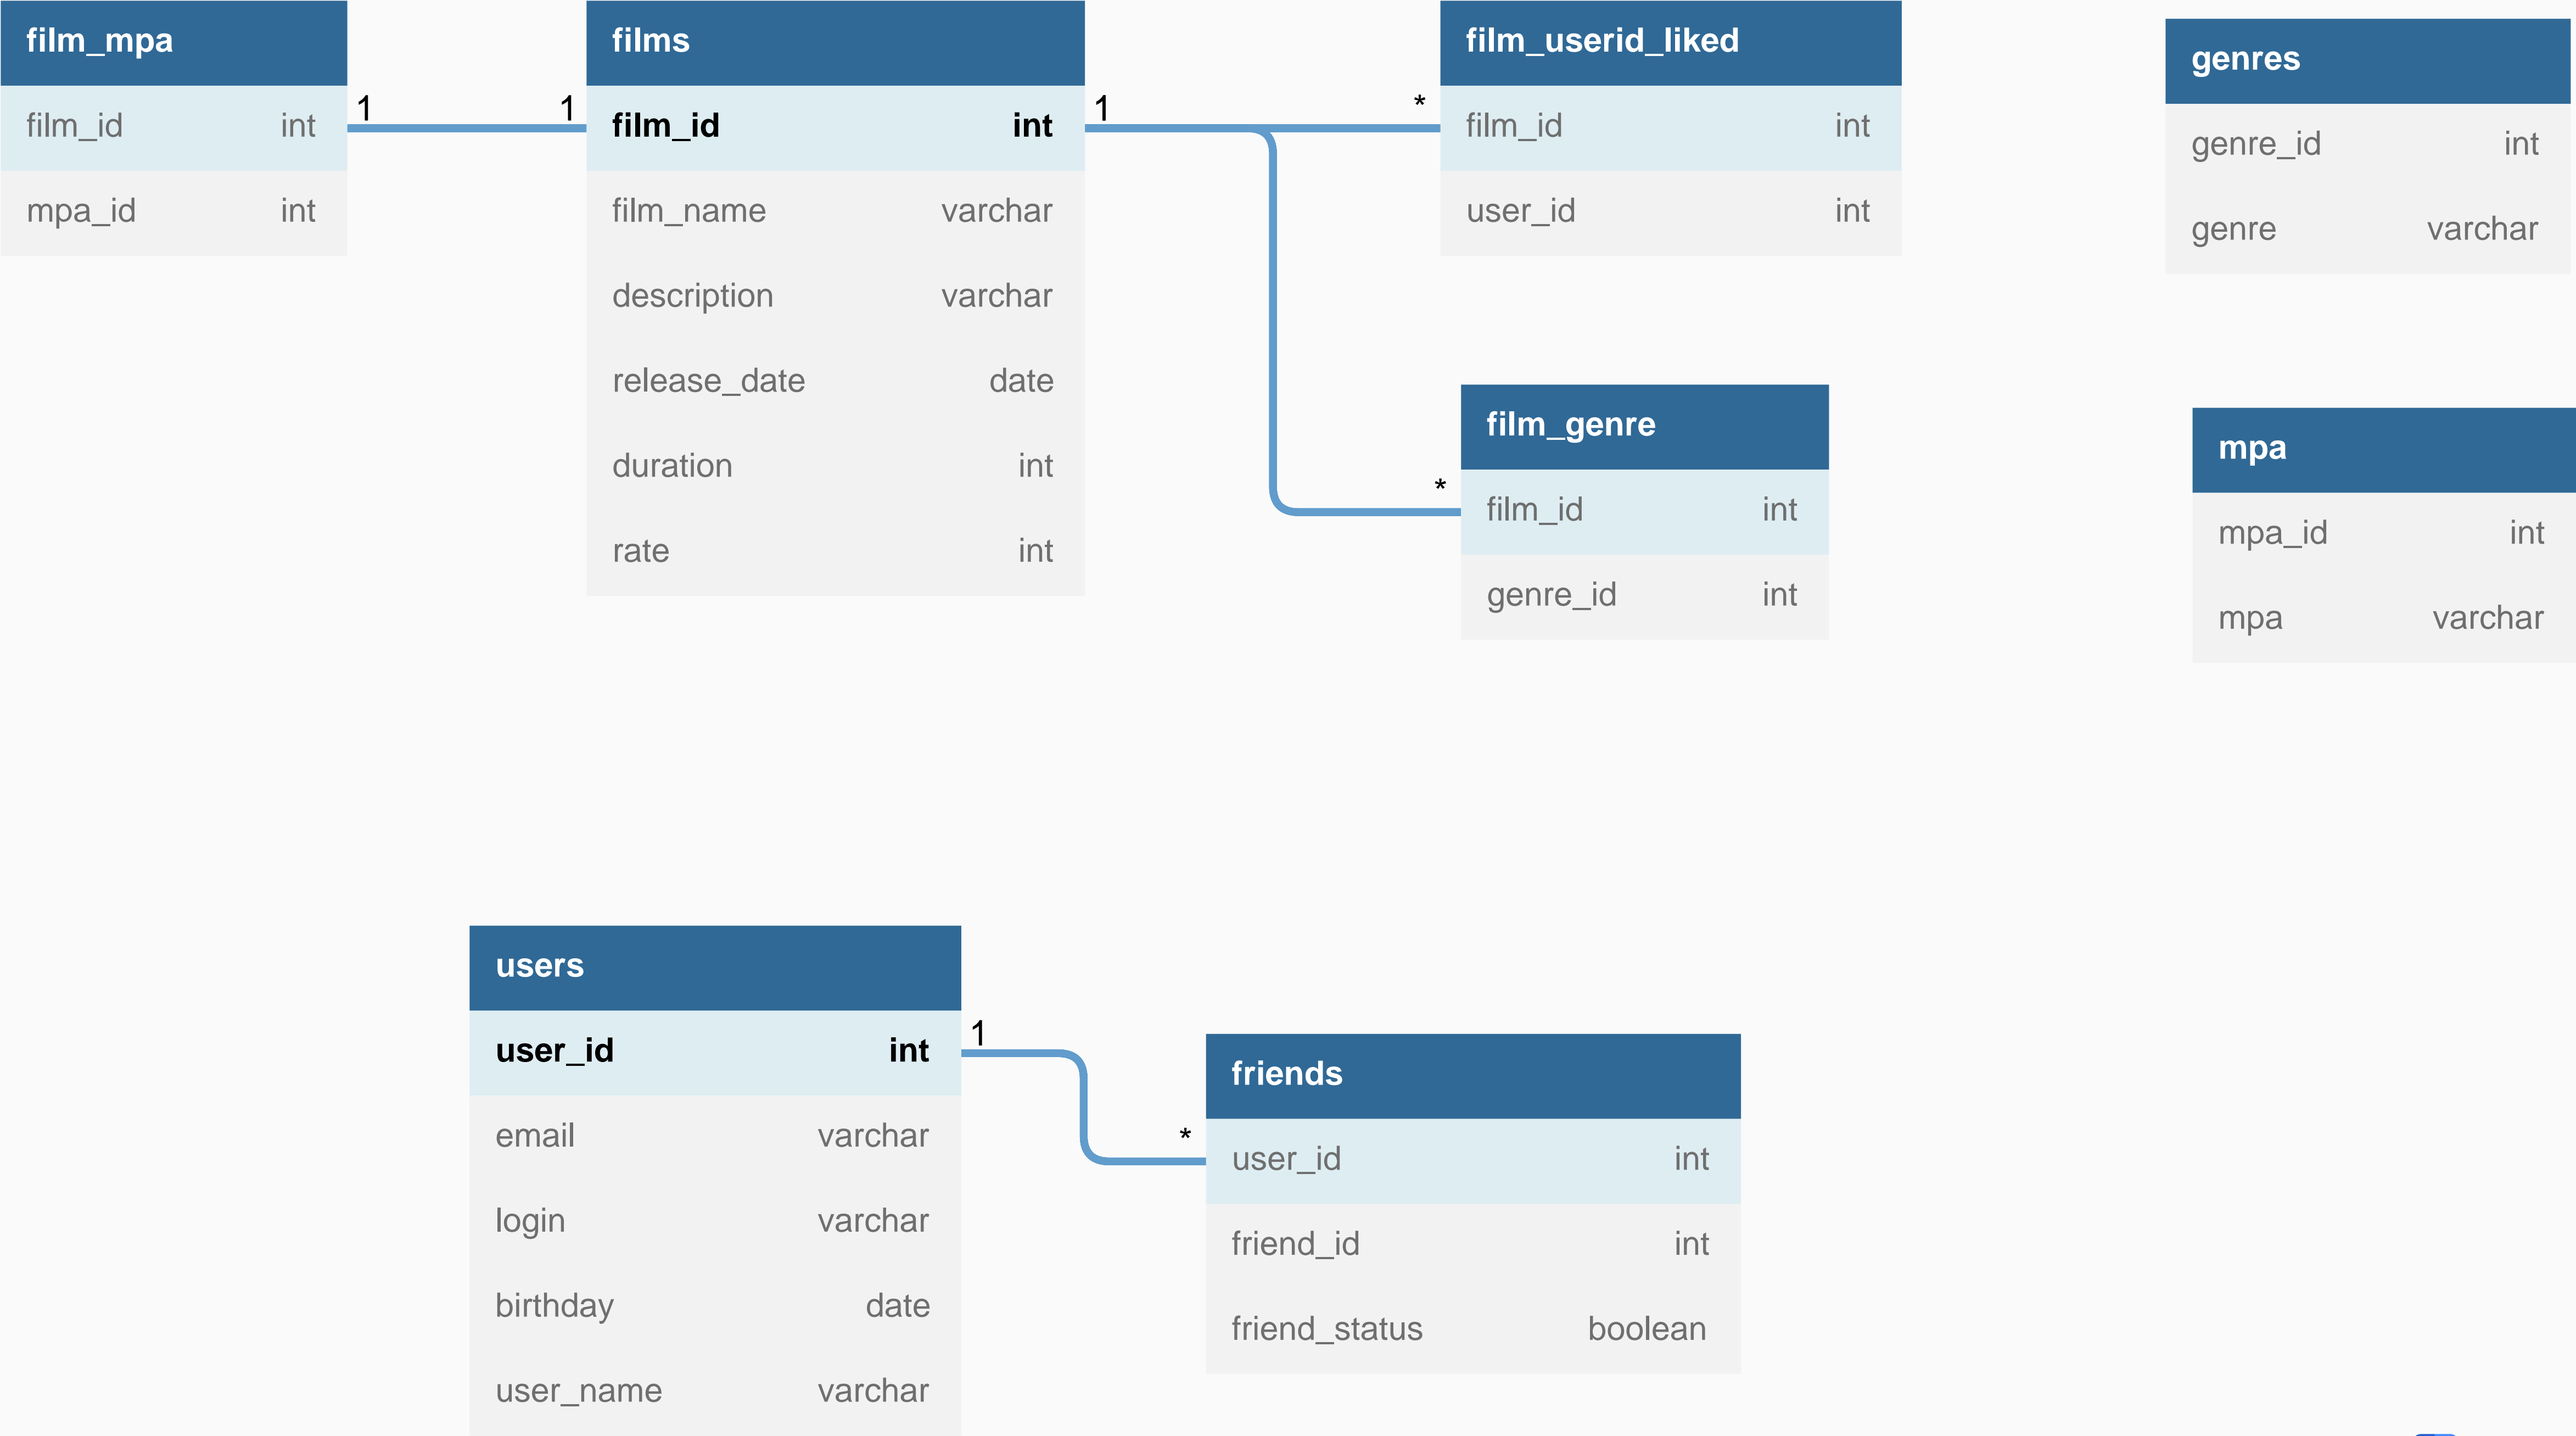 film_mpa
film_id int
mpa_id int
1 1
films
film_id int
film_name varchar
description varchar
release_date date
duration int
rate int
1 *
film_userid_liked
film_id int
user_id int
genres
genre_id int
genre varchar
*
film_genre
film_id int
genre_id int
mpa
mpa_id int
mpa varchar
users
user_id int
email varchar
login varchar
birthday date
user_name varchar
1
*
friends
user_id int
friend_id int
friend_status boolean